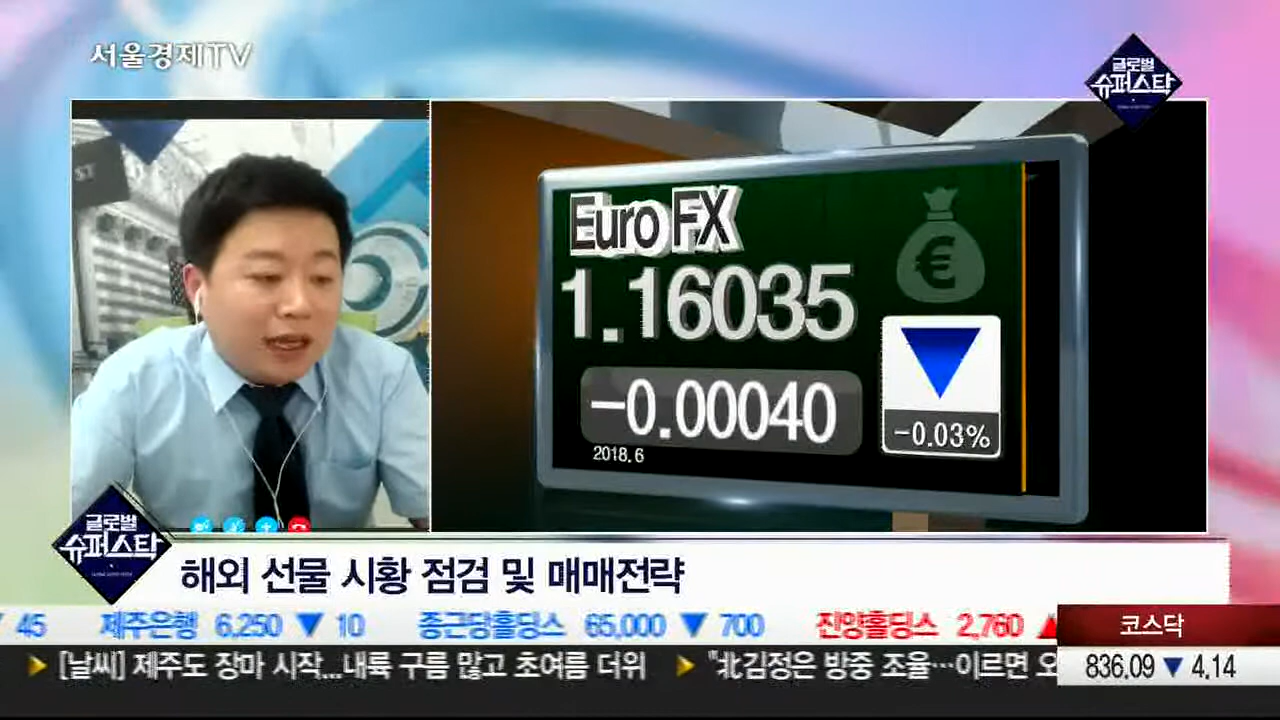 서울경제TV
글로벌
슈퍼스탁
ST
Euro FX
1.16035
-0.00040
-0.03%
2018.6
글로벌
슈퍼스탁
해외 선물 시황 점검 및 매매전략
45 제주은행 6,250 ▼ 10 종근당홀딩스 65,000 ▼ 700 진양홀딩스 2,760 ▲
코스닥
[날씨] 제주도 장마 시작...내륙 구름 많고 초여름 더위 "北김정은 방중 조율…이르면 오
836.09 ▼ 4.14